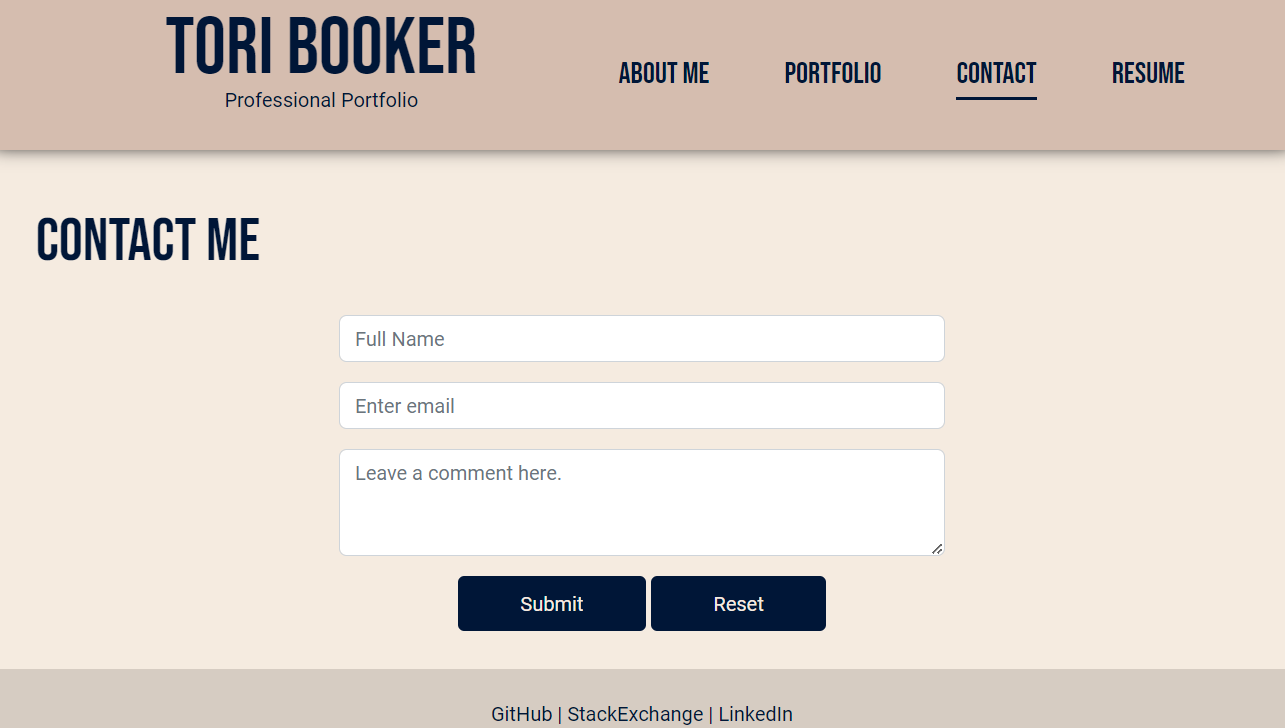 TORI BOOKER
Professional Portfolio
ABOUT ME
PORTFOLIO
CONTACT
RESUME
CONTACT ME
Full Name
Enter email
Leave a comment here.
Submit
Reset
GitHub | StackExchange | LinkedIn